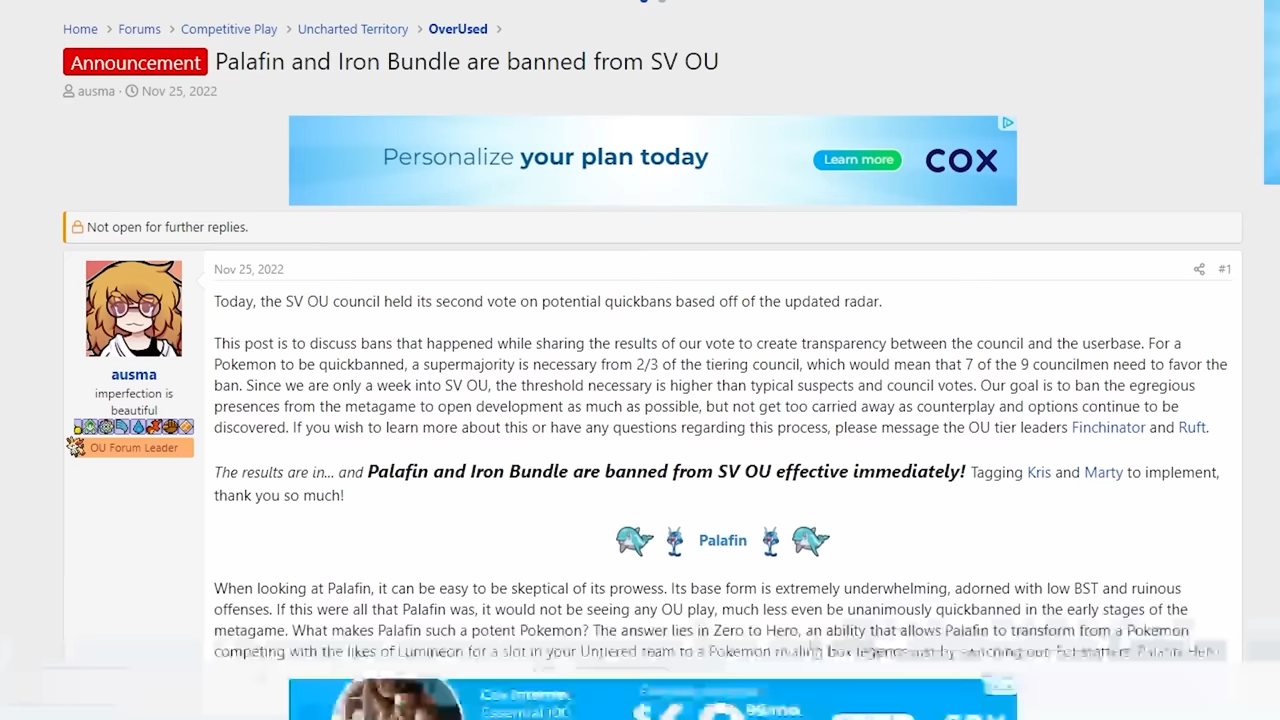 Home > Forums > Competitive Play > Uncharted Territory > OverUsed >
Announcement Palafin and Iron Bundle are banned from SV OU
ausma · Nov 25, 2022
Personalize your plan today Learn more COX
Not open for further replies.
Nov 25, 2022 #1
ausma
imperfection is
beautiful
OU Forum Leader
Today, the SV OU council held its second vote on potential quickbans based off of the updated radar.
This post is to discuss bans that happened while sharing the results of our vote to create transparency between the council and the userbase. For a
Pokemon to be quickbanned, a supermajority is necessary from 2/3 of the tiering council, which would mean that 7 of the 9 councilmen need to favor the
ban. Since we are only a week into SV OU, the threshold necessary is higher than typical suspects and council votes. Our goal is to ban the egregious
presences from the metagame to open development as much as possible, but not get too carried away as counterplay and options continue to be
discovered. If you wish to learn more about this or have any questions regarding this process, please message the OU tier leaders Finchinator and Ruft.
The results are in... and Palafin and Iron Bundle are banned from SV OU effective immediately! Tagging Kris and Marty to implement,
thank you so much!
Palafin
When looking at Palafin, it can be easy to be skeptical of its prowess. Its base form is extremely underwhelming, adorned with low BST and ruinous
offenses. If this were all that Palafin was, it would not be seeing any OU play, much less even be unanimously quickbanned in the early stages of the
metagame. What makes Palafin such a potent Pokemon? The answer lies in Zero to Hero, an ability that allows Palafin to transform from a Pokemon
competing with the likes of Lumineon for a slot in your Untiered team to a Pokemon rivaling box legends just by switching out.
Cox Internet
Essential 100